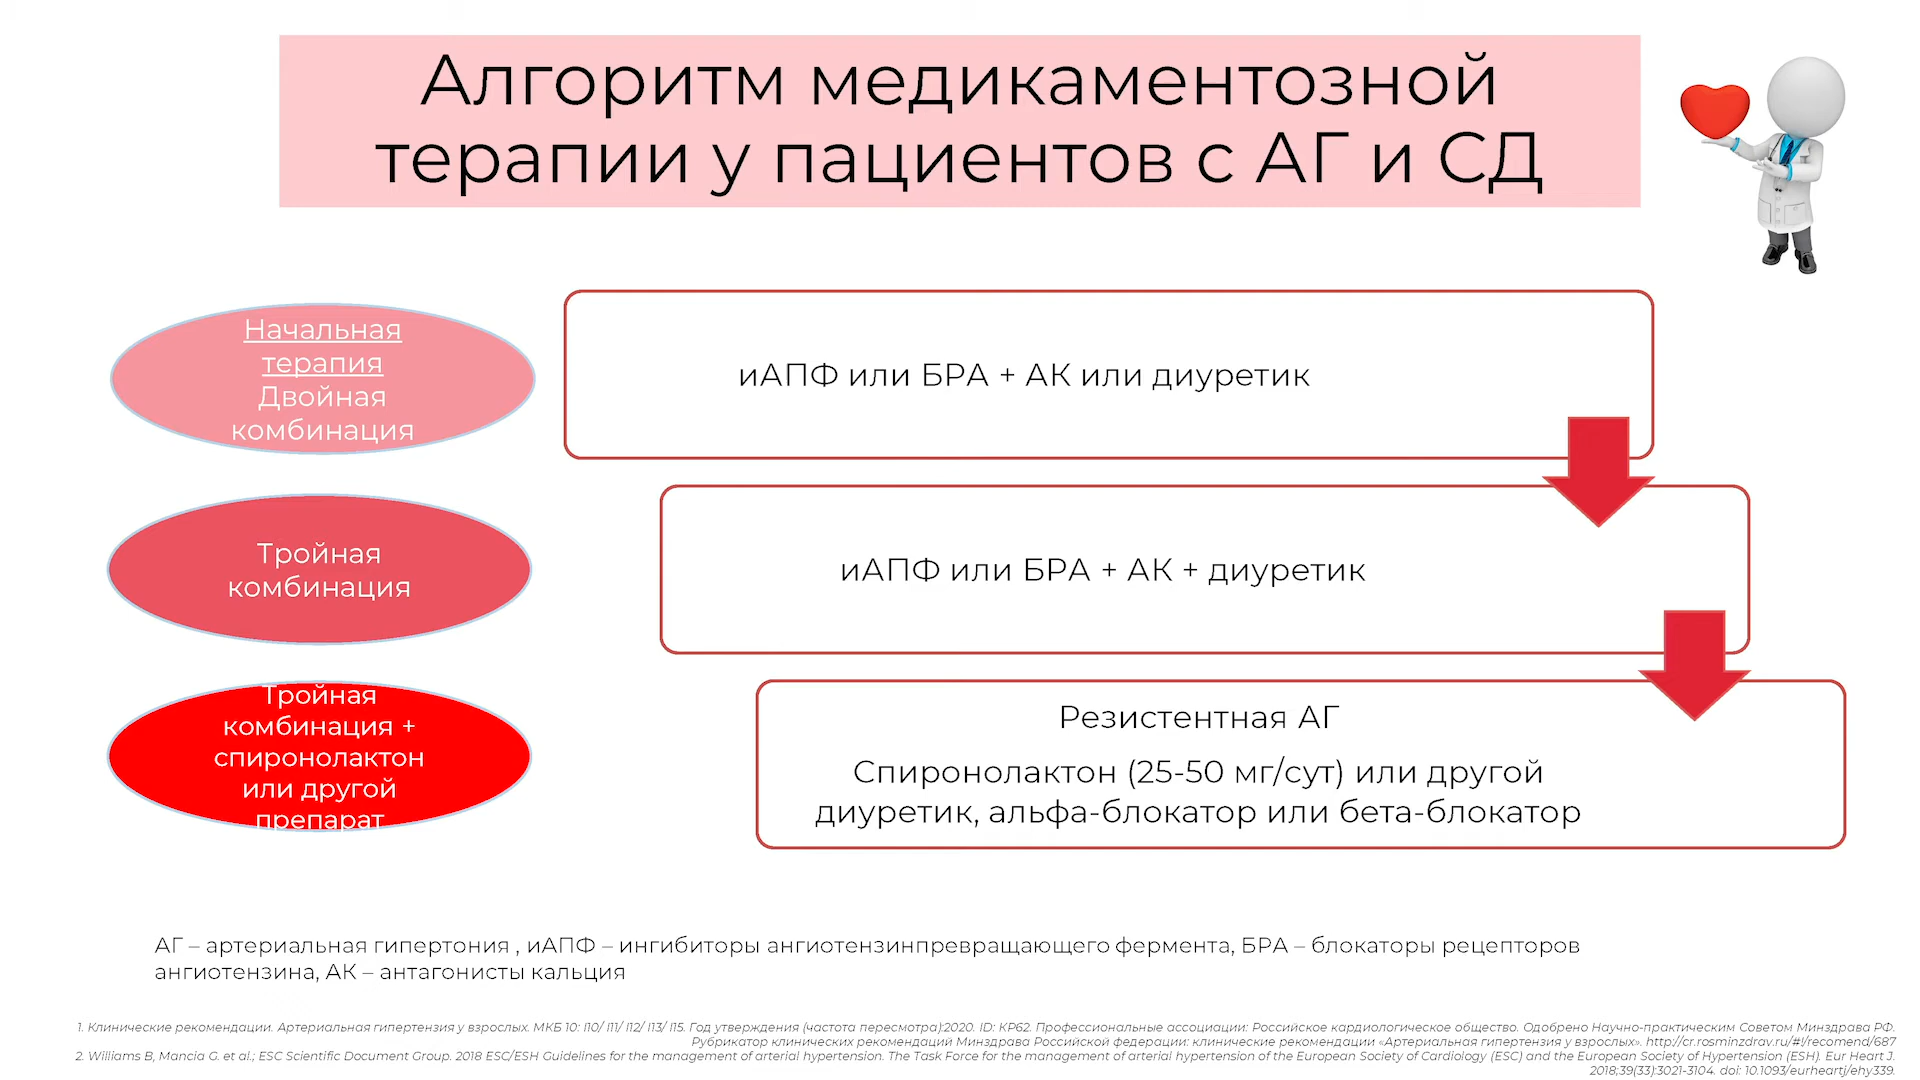 Алгоритм медикаментозной
терапии у пациентов с АГ и СД
Начальная
терапия
Двойная
комбинация
иАПФ или БРА + АК или диуретик
Тройная
комбинация
иАПФ или БРА + АК + диуретик
Тройная
комбинация +
спиронолактон
или другой
препарат
Резистентная АГ
Спиронолактон (25-50 мг/сут) или другой
диуретик, альфа-блокатор или бета-блокатор
АГ – артериальная гипертония , иАПФ – ингибиторы ангиотензинпревращающего фермента, БРА – блокаторы рецепторов
ангиотензина, АК – антагонисты кальция
1. Клинические рекомендации. Артериальная гипертензия у взрослых. МКБ 10: I10/ I11/ I12/ I13/ I15. Год утверждения (частота пересмотра):2020. ID: КР62. Профессиональные ассоциации: Российское кардиологическое общество. Одобрено Научно-практическим Советом Минздрава РФ.
Рубрикатор клинических рекомендаций Минздрава Российской федерации: клинические рекомендации «Артериальная гипертензия у взрослых». http://cr.rosminzdrav.ru/#!/recomend/687
2. Williams B, Mancia G. et al.; ESC Scientific Document Group. 2018 ESC/ESH Guidelines for the management of arterial hypertension. The Task Force for the management of arterial hypertension of the European Society of Cardiology (ESC) and the European Society of Hypertension (ESH). Eur Heart J.
2018;39(33):3021-3104. doi: 10.1093/eurheartj/ehy339.